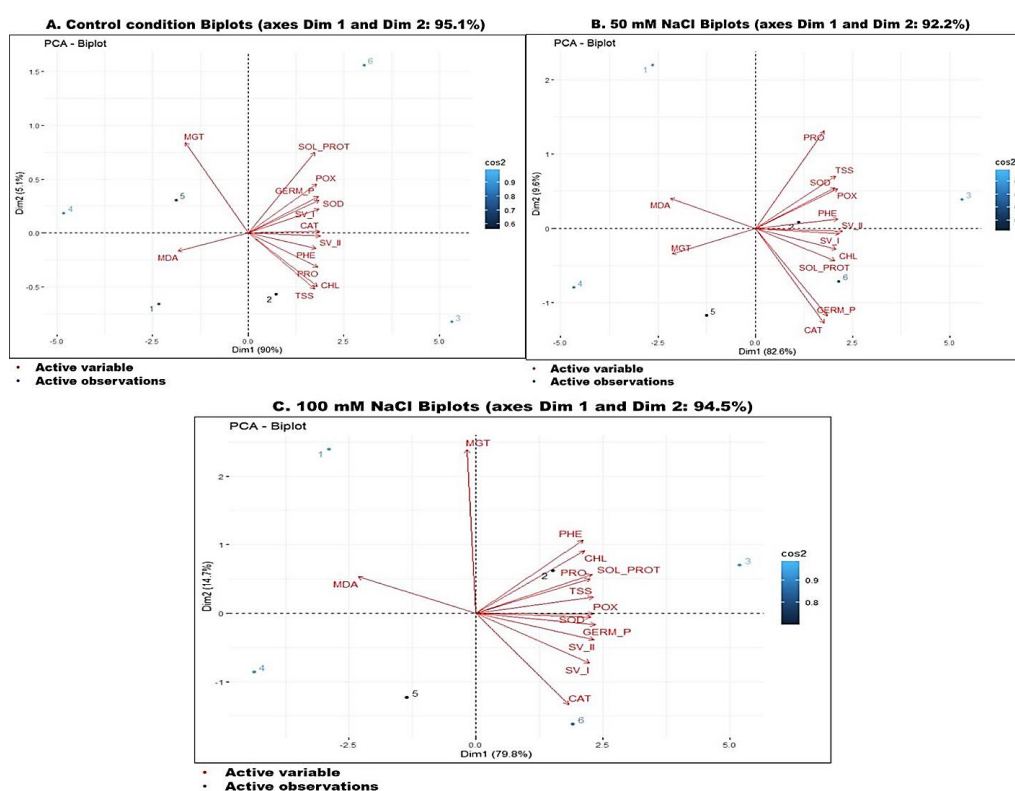 A. Control condition Biplots (axes Dim 1 and Dim 2: 95.1%)
PCA - Biplot
Dim2 (5.1%)
1.5
1.0
0.5
0.0
-0.5
-5.0
-2.5
0.0
2.5
5.0
Dim1 (90%)
MGT
MDA
SOL_PROT
POX
GERM_P
SOD
SV_I
CAT
SV_II
PHE
PRO
CHL
TSS
1
2
3
4
5
6
cos2
0.9
0.8
0.7
0.6
Active variable
Active observations
B. 50 mM NaCl Biplots (axes Dim 1 and Dim 2: 92.2%)
PCA - Biplot
Dim2 (9.6%)
2
1
0
-1
-5.0
-2.5
0.0
2.5
5.0
Dim1 (82.6%)
PRO
TSS
SOD
POX
MDA
PHE
SV_II
SV_I
MGT
CHL
SOL_PROT
GERM_P
CAT
1
2
3
4
5
6
cos2
Active variable
Active observations
C. 100 mM NaCl Biplots (axes Dim 1 and Dim 2: 94.5%)
PCA - Biplot
Dim2 (14.7%)
2
1
0
-1
-2.5
0.0
2.5
5.0
Dim1 (79.8%)
MGT
MDA
PHE
CHL
PRO
SOL_PROT
TSS
POX
SOD
GERM_P
SV_II
SV_I
CAT
1
2
3
4
5
6
cos2
0.9
0.8
Active variable
Active observations